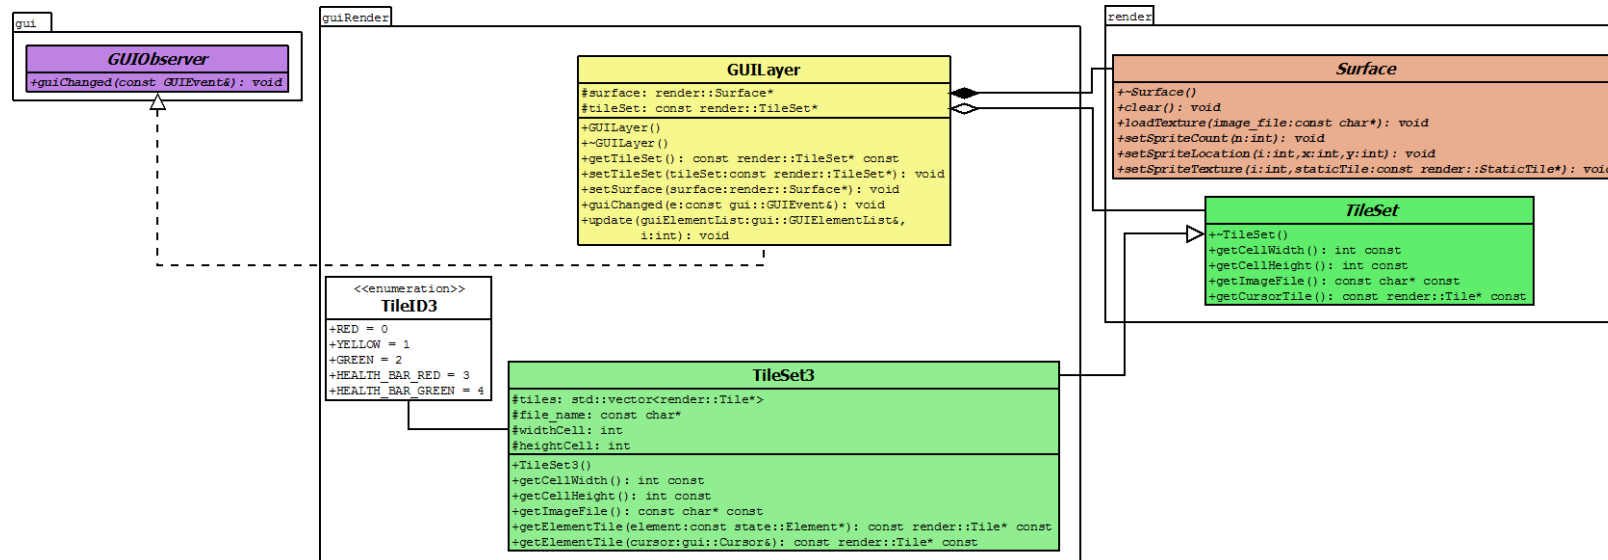 gui
GUIObserver
+guiChanged(const GUIEvent&): void
guiRender
GUILayer
#surface: render::Surface*
#tileSet: const render::TileSet*
+GUILayer()
+~GUILayer()
+getTileSet(): const render::TileSet* const
+setTileSet(tileSet:const render::TileSet*): void
+setSurface(surface:render::Surface*): void
+guiChanged(e:const gui::GUIEvent&): void
+update(guiElementList:gui::GUIElementList&,
i:int): void
<<enumeration>>
TileID3
+RED = 0
+YELLOW = 1
+GREEN = 2
+HEALTH_BAR_RED = 3
+HEALTH_BAR_GREEN = 4
TileSet3
#tiles: std::vector<render::Tile*>
#file_name: const char*
#widthCell: int
#heightCell: int
+TileSet3()
+getCellWidth(): int const
+getCellHeight(): int const
+getImageFile(): const char* const
+getElementTile(element:const state::Element*): const render::Tile* const
+getElementTile(cursor:gui::Cursor&): const render::Tile* const
render
Surface
+~Surface()
+clear(): void
+loadTexture(image_file:const char*): void
+setSpriteCount(n:int): void
+setSpriteLocation(i:int,x:int,y:int): void
+setSpriteTexture(i:int,staticTile:const render::StaticTile*): void
TileSet
+~TileSet()
+getCellWidth(): int const
+getCellHeight(): int const
+getImageFile(): const char* const
+getCursorTile(): const render::Tile* const